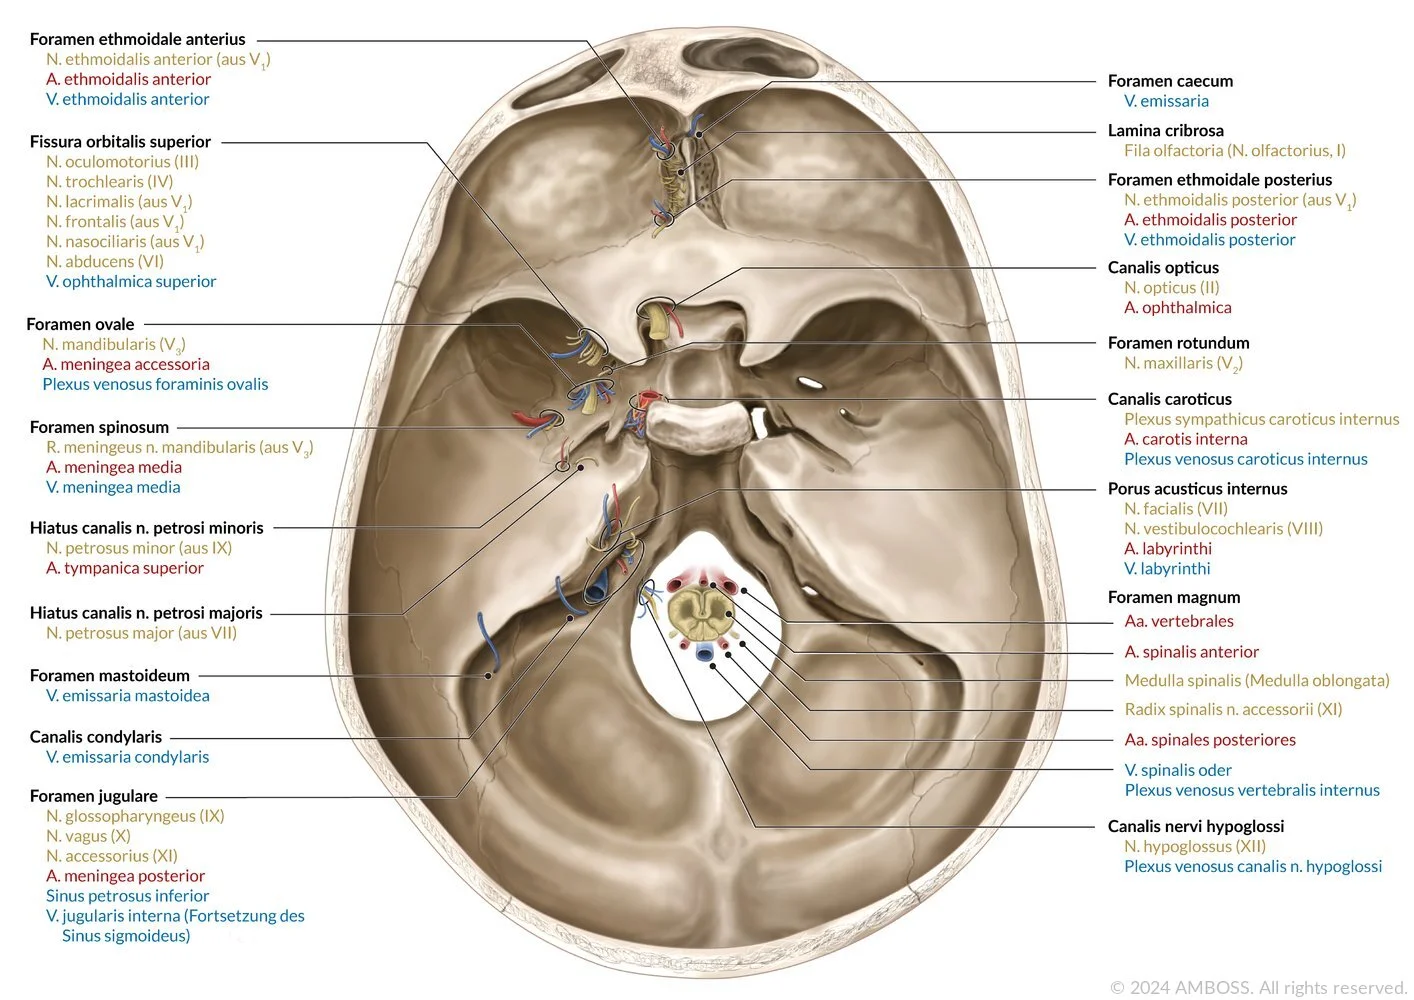 Foramen ethmoidale anterius
N. ethmoidalis anterior (aus V₁)
A. ethmoidalis anterior
V. ethmoidalis anterior
Fissura orbitalis superior
N. oculomotorius (III)
N. trochlearis (IV)
N. lacrimalis (aus V₁)
N. frontalis (aus V₁)
N. nasociliaris (aus V₁)
N. abducens (VI)
V. ophthalmica superior
Foramen ovale
N. mandibularis (V₃)
A. meningea accessoria
Plexus venosus foraminis ovalis
Foramen spinosum
R. meningeus n. mandibularis (aus V₃)
A. meningea media
V. meningea media
Hiatus canalis n. petrosi minoris
N. petrosus minor (aus IX)
A. tympanica superior
Hiatus canalis n. petrosi majoris
N. petrosus major (aus VII)
Foramen mastoideum
V. emissaria mastoidea
Canalis condylaris
V. emissaria condylaris
Foramen jugulare
N. glossopharyngeus (IX)
N. vagus (X)
N. accessorius (XI)
A. meningea posterior
Sinus petrosus inferior
V. jugularis interna (Fortsetzung des
Sinus sigmoideus)
Foramen caecum
V. emissaria
Lamina cribrosa
Fila olfactoria (N. olfactorius, I)
Foramen ethmoidale posterius
N. ethmoidalis posterior (aus V₁)
A. ethmoidalis posterior
V. ethmoidalis posterior
Canalis opticus
N. opticus (II)
A. ophthalmica
Foramen rotundum
N. maxillaris (V₂)
Canalis caroticus
Plexus sympathicus caroticus internus
A. carotis interna
Plexus venosus caroticus internus
Porus acusticus internus
N. facialis (VII)
N. vestibulocochlearis (VIII)
A. labyrinthi
V. labyrinthi
Foramen magnum
Aa. vertebrales
A. spinalis anterior
Medulla spinalis (Medulla oblongata)
Radix spinalis n. accessorii (XI)
Aa. spinales posteriores
V. spinalis oder
Plexus venosus vertebralis internus
Canalis nervi hypoglossi
N. hypoglossus (XII)
Plexus venosus canalis n. hypoglossi
© 2024 AMBOSS. All rights reserved.